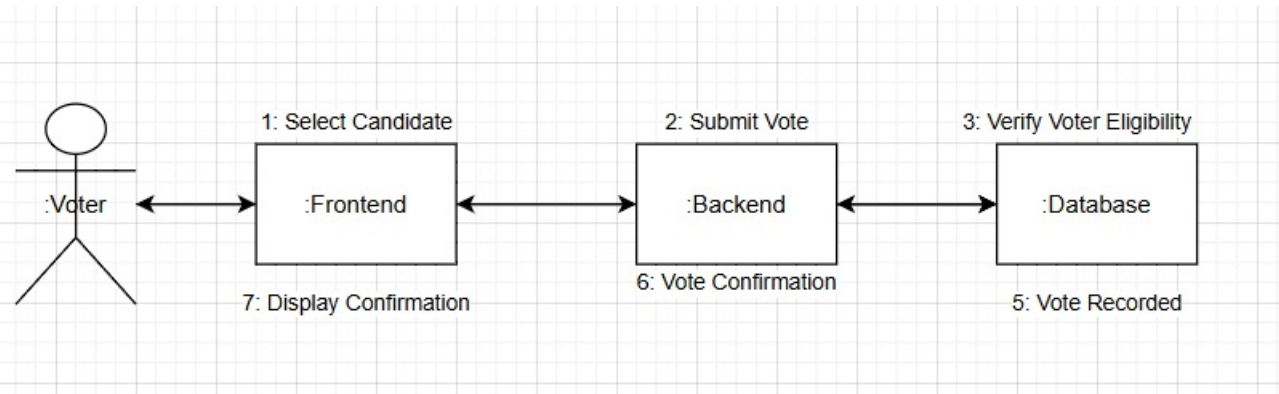 1: Select Candidate
2: Submit Vote
3: Verify Voter Eligibility
:Voter
:Frontend
:Backend
:Database
6: Vote Confirmation
7: Display Confirmation
5: Vote Recorded